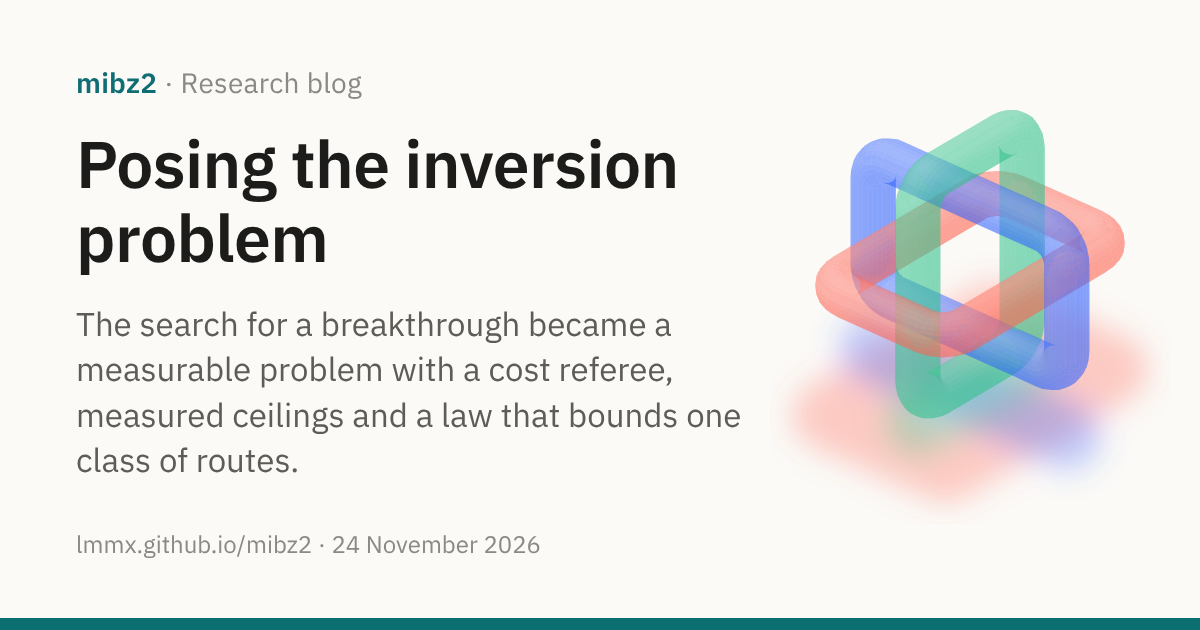 mibz2 · Research blog
Posing the inversion
problem
The search for a breakthrough became a
measurable problem with a cost referee,
measured ceilings and a law that bounds one
class of routes.
lmmx.github.io/mibz2 · 24 November 2026